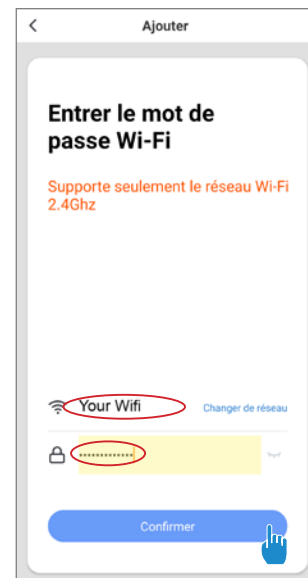 Ajouter
Entrer le mot de
passe Wi-Fi
Supporte seulement le réseau Wi-Fi
2.4Ghz
Your Wifi Changer de réseau
•••••••••••••
Confirmer